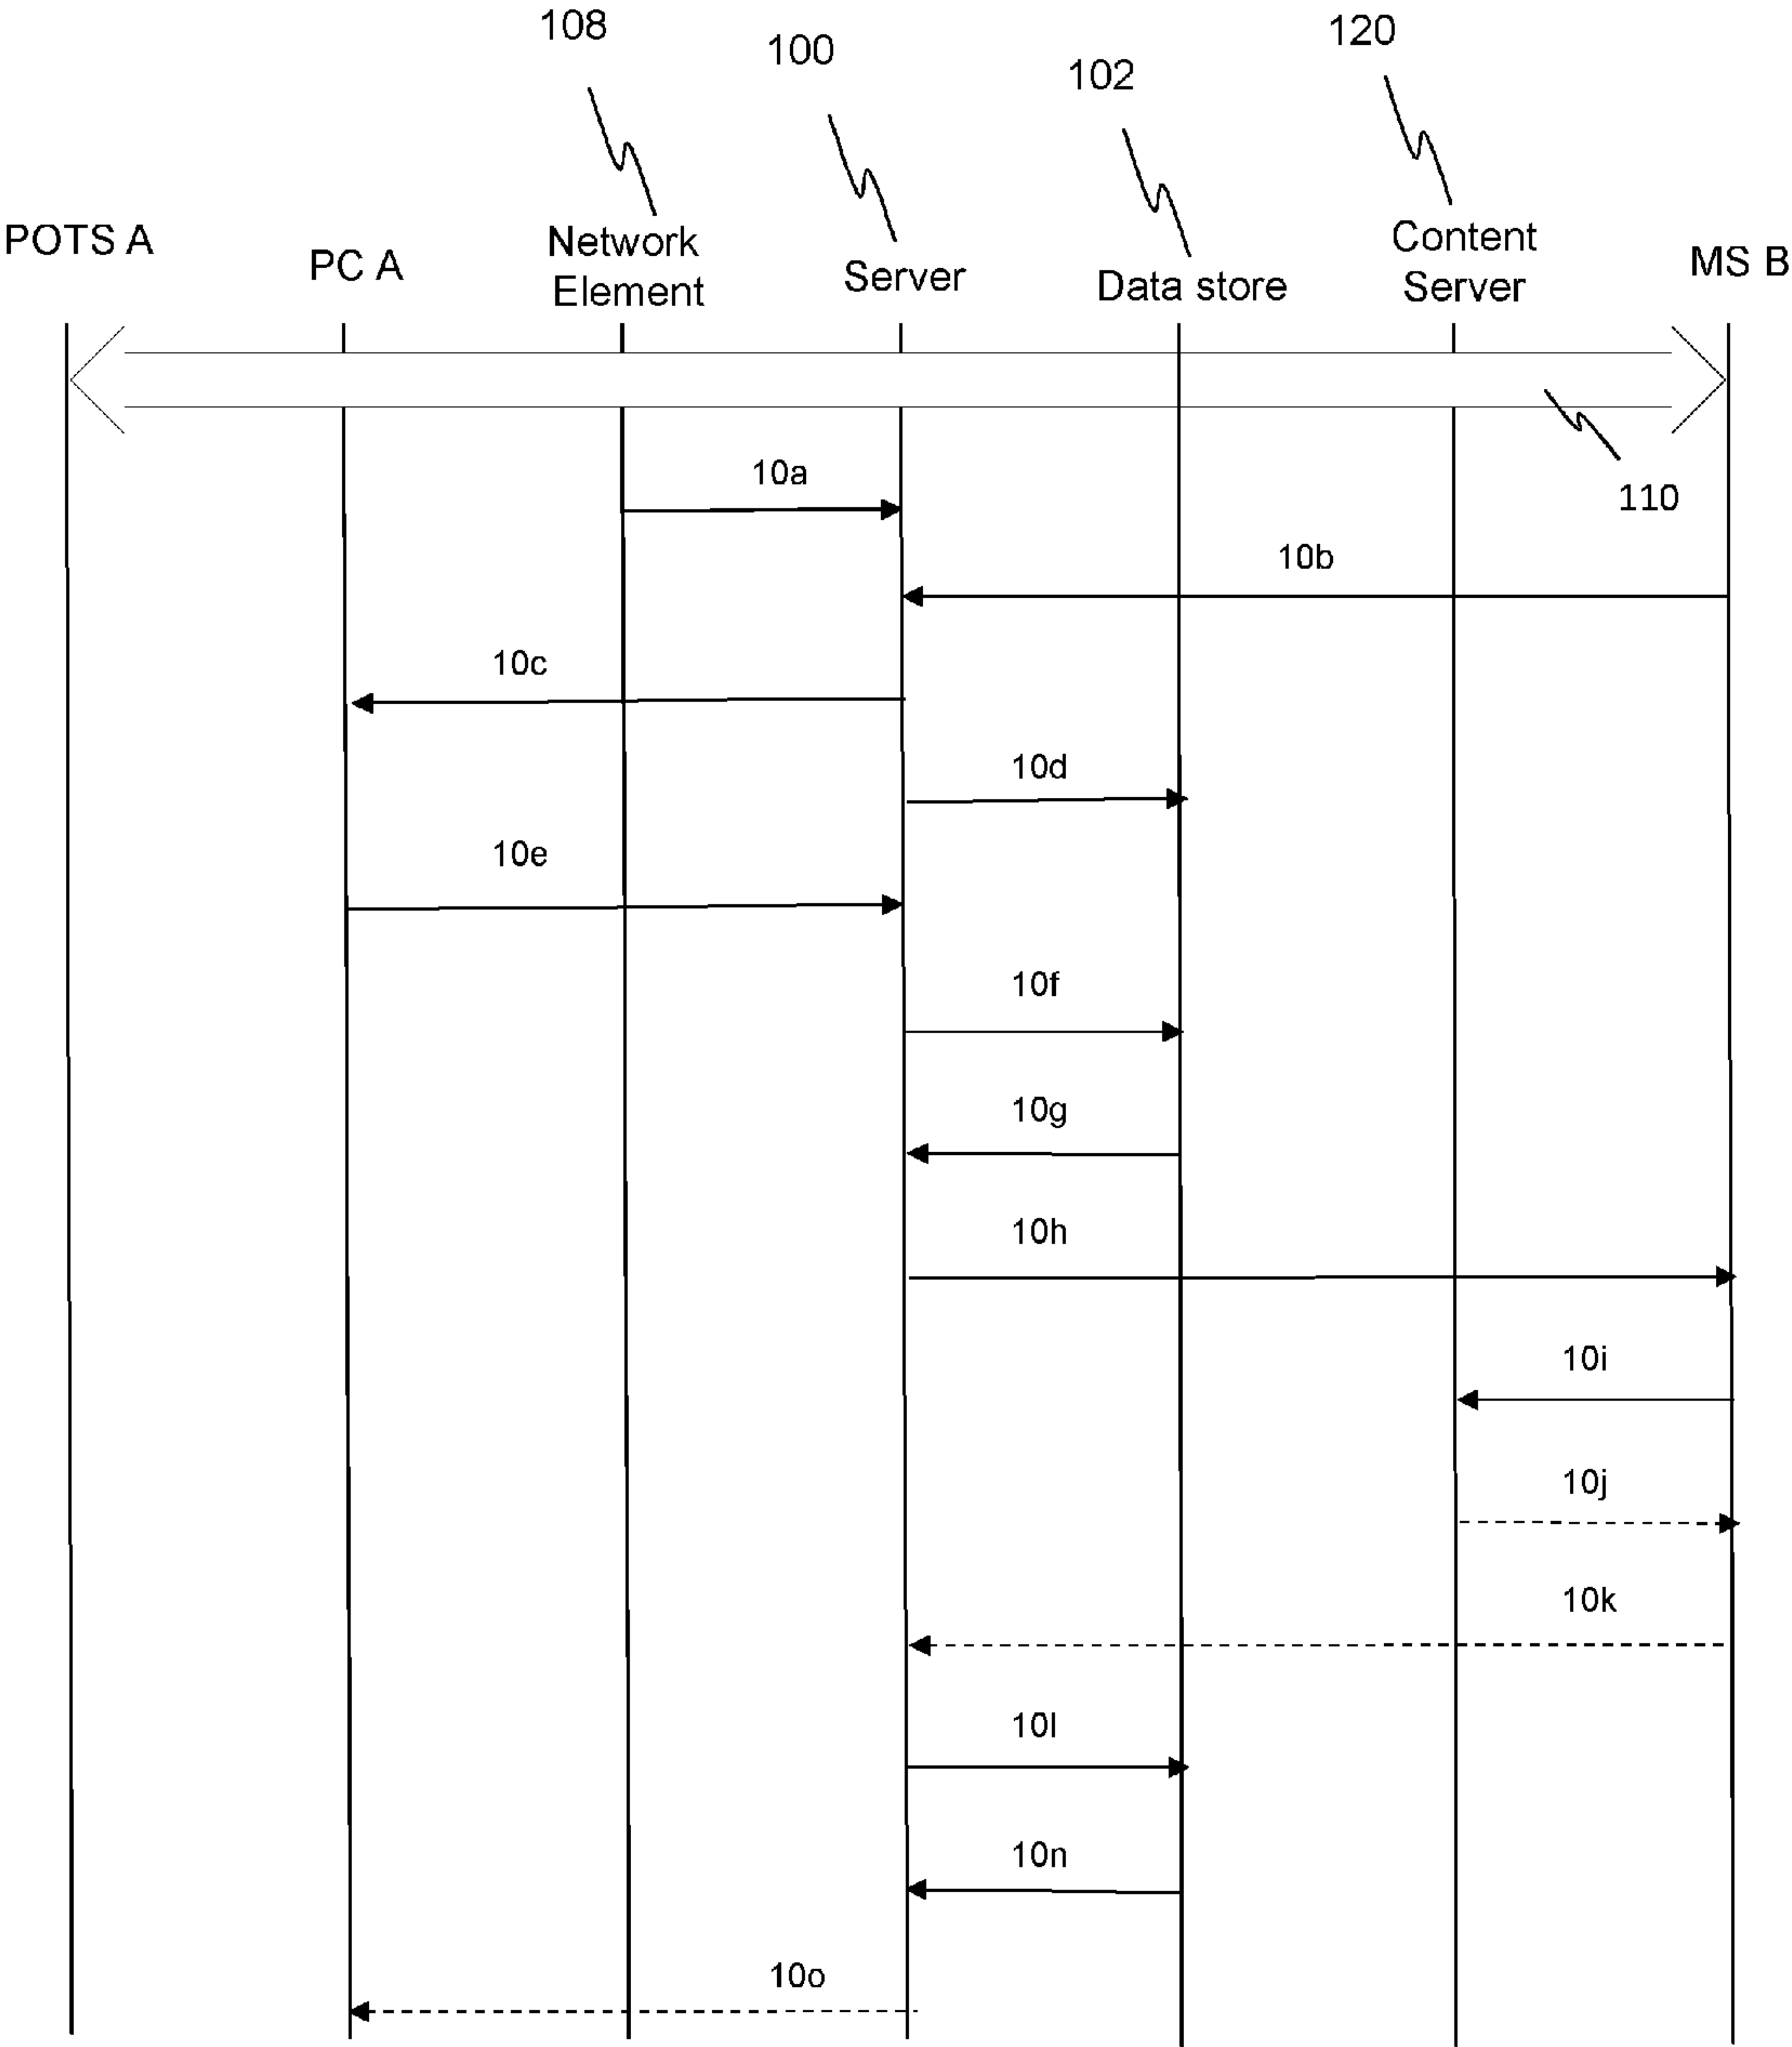 108
100
120
102
POTS A
PC A
Network
Element
Server
Data store
Content
Server
MS B
110
10a
10b
10c
10d
10e
10f
10g
10h
10i
10j
10k
10l
10n
10o